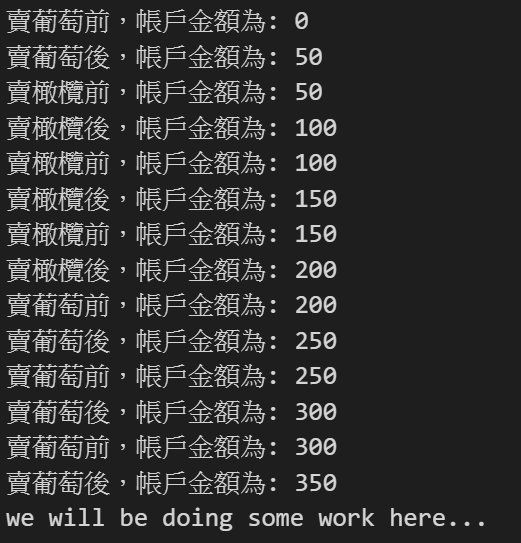 賣葡萄前，帳戶金額為: 0
賣葡萄後，帳戶金額為: 50
賣橄欖前，帳戶金額為: 50
賣橄欖後，帳戶金額為: 100
賣橄欖前，帳戶金額為: 100
賣橄欖後，帳戶金額為: 150
賣橄欖前，帳戶金額為: 150
賣橄欖後，帳戶金額為: 200
賣葡萄前，帳戶金額為: 200
賣葡萄後，帳戶金額為: 250
賣葡萄前，帳戶金額為: 250
賣葡萄後，帳戶金額為: 300
賣葡萄前，帳戶金額為: 300
賣葡萄後，帳戶金額為: 350
we will be doing some work here...